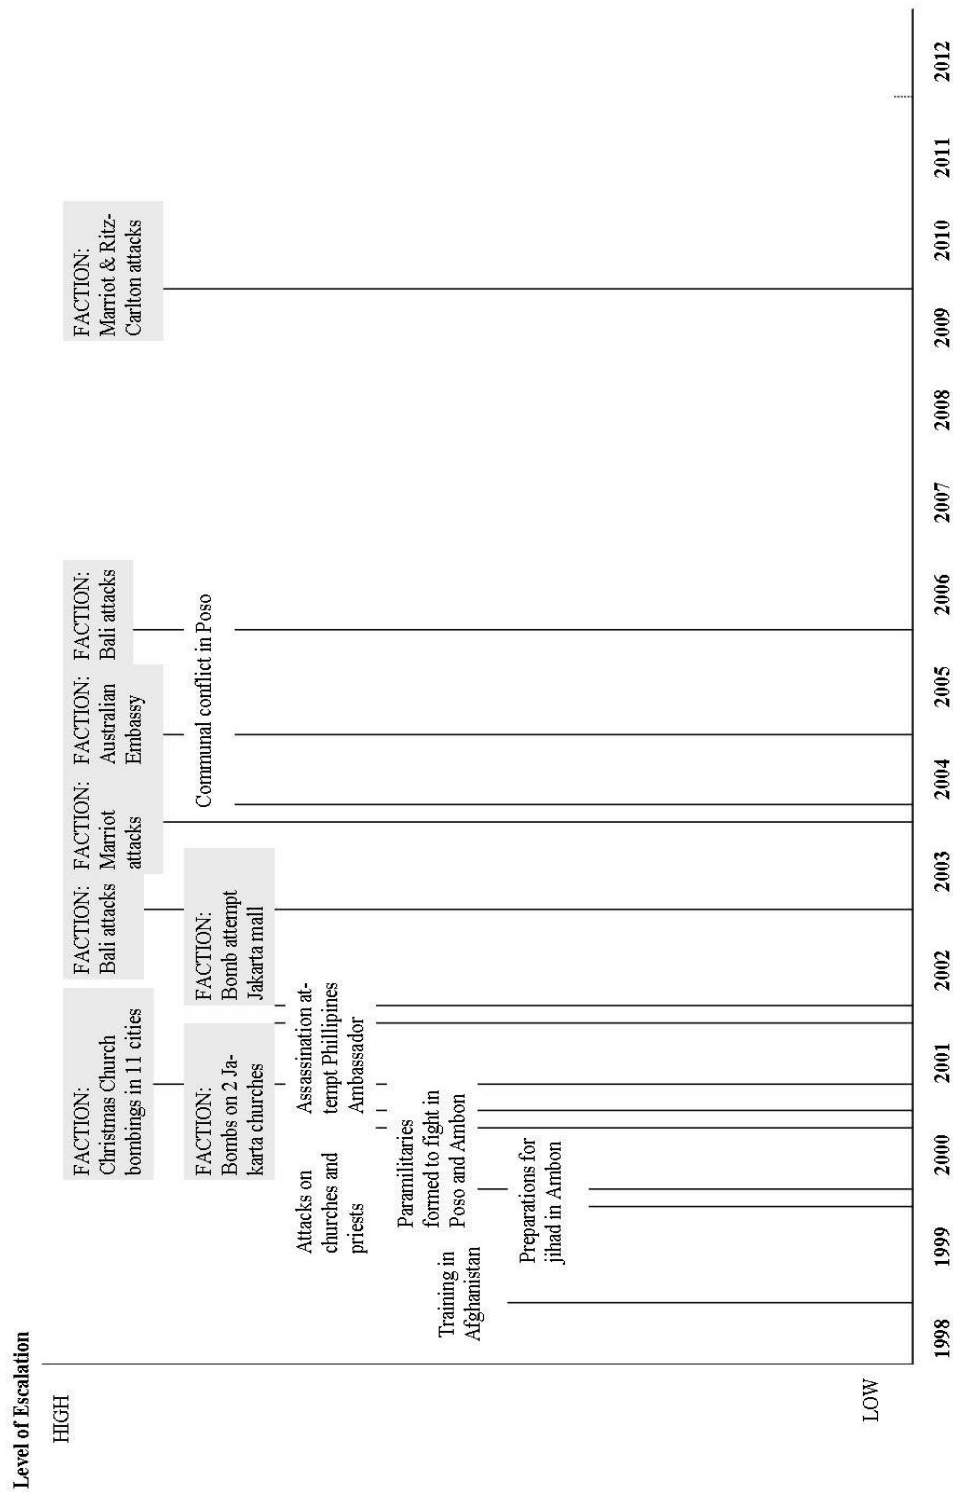 Level of Escalation
HIGH
FACTION:
Christmas Church
bombings in 11 cities
FACTION:
Bali attacks
FACTION:
Marriot
attacks
FACTION:
Australian
Embassy
FACTION:
Bali attacks
FACTION:
Marriot & Ritz-
Carlton attacks
FACTION:
Bombs on 2 Ja-
karta churches
FACTION:
Bomb attempt
Jakarta mall
Communal conflict in Poso
Attacks on
churches and
priests
Assassination at-
tempt Phillipines
Ambassador
Paramilitaries
formed to fight in
Poso and Ambon
Training in
Afghanistan
Preparations for
jihad in Ambon
LOW
1998
1999
2000
2001
2002
2003
2004
2005
2006
2007
2008
2009
2010
2011
2012